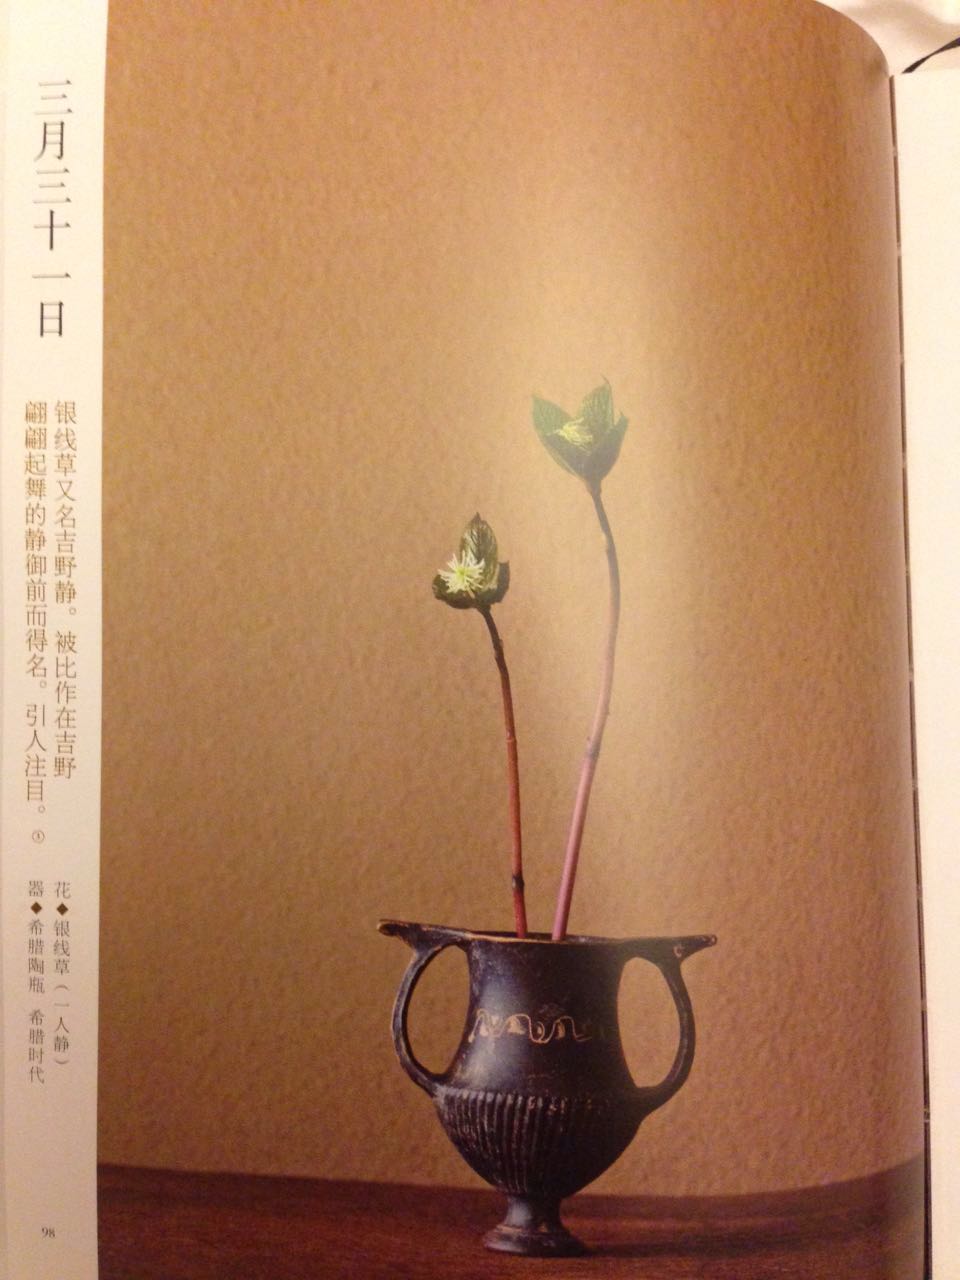 三月三十一日
银线草又名吉野静。被比作在吉野
翩翩起舞的静御前而得名。引人注目。①
花◆银线草（一人静）
器◆希腊陶瓶 希腊时代
98